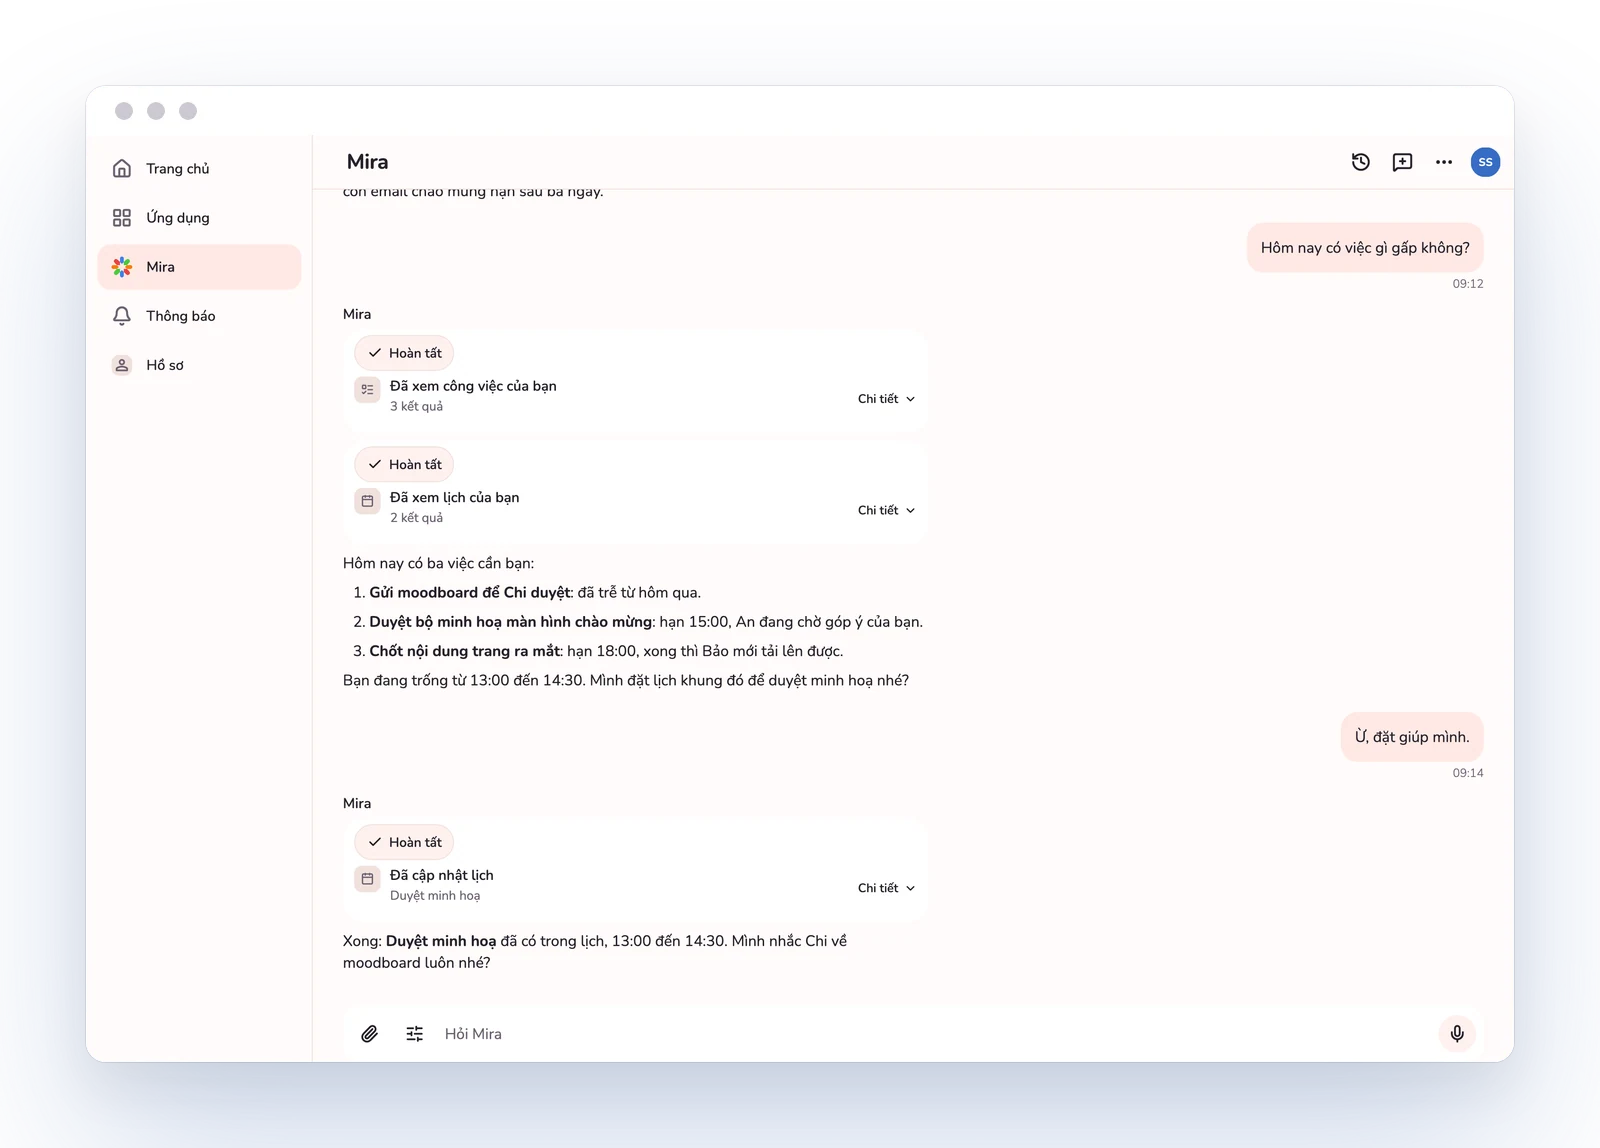 Trang chủ
Ứng dụng
Mira
Thông báo
Hồ sơ
Mira
SS
còn email chào mừng hạn sau ba ngày.
Hôm nay có việc gì gấp không?
09:12
Mira
Hoàn tất
Đã xem công việc của bạn
3 kết quả
Chi tiết
Hoàn tất
Đã xem lịch của bạn
2 kết quả
Chi tiết
Hôm nay có ba việc cần bạn:
1. Gửi moodboard để Chi duyệt: đã trễ từ hôm qua.
2. Duyệt bộ minh hoạ màn hình chào mừng: hạn 15:00, An đang chờ góp ý của bạn.
3. Chốt nội dung trang ra mắt: hạn 18:00, xong thì Bảo mới tải lên được.
Bạn đang trống từ 13:00 đến 14:30. Mình đặt lịch khung đó để duyệt minh hoạ nhé?
Ừ, đặt giúp mình.
09:14
Mira
Hoàn tất
Đã cập nhật lịch
Duyệt minh hoạ
Chi tiết
Xong: Duyệt minh hoạ đã có trong lịch, 13:00 đến 14:30. Mình nhắc Chi về
moodboard luôn nhé?
Hỏi Mira